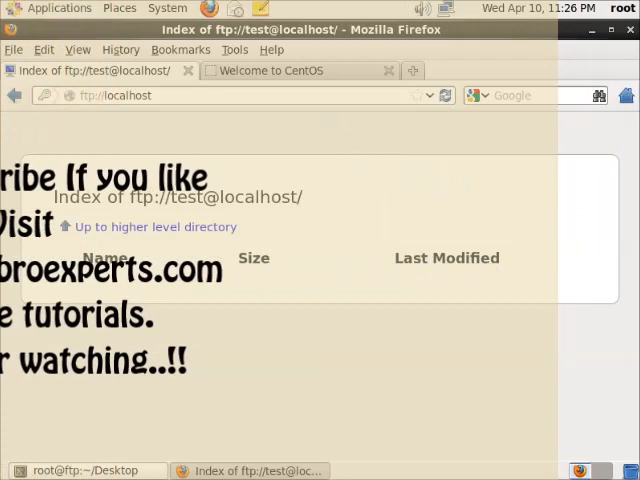 Applications Places System Wed Apr 10, 11:26 PM root
Index of ftp://test@localhost/ - Mozilla Firefox
File Edit View History Bookmarks Tools Help
Index of ftp://test@localhost/ Welcome to CentOS
ftp://localhost Google
ribe If you like
Index of ftp://test@localhost/
Visit
Up to higher level directory
Name Size Last Modified
broexperts.com
e tutorials.
r watching..!!
root@ftp:~/Desktop Index of ftp://test@loc...